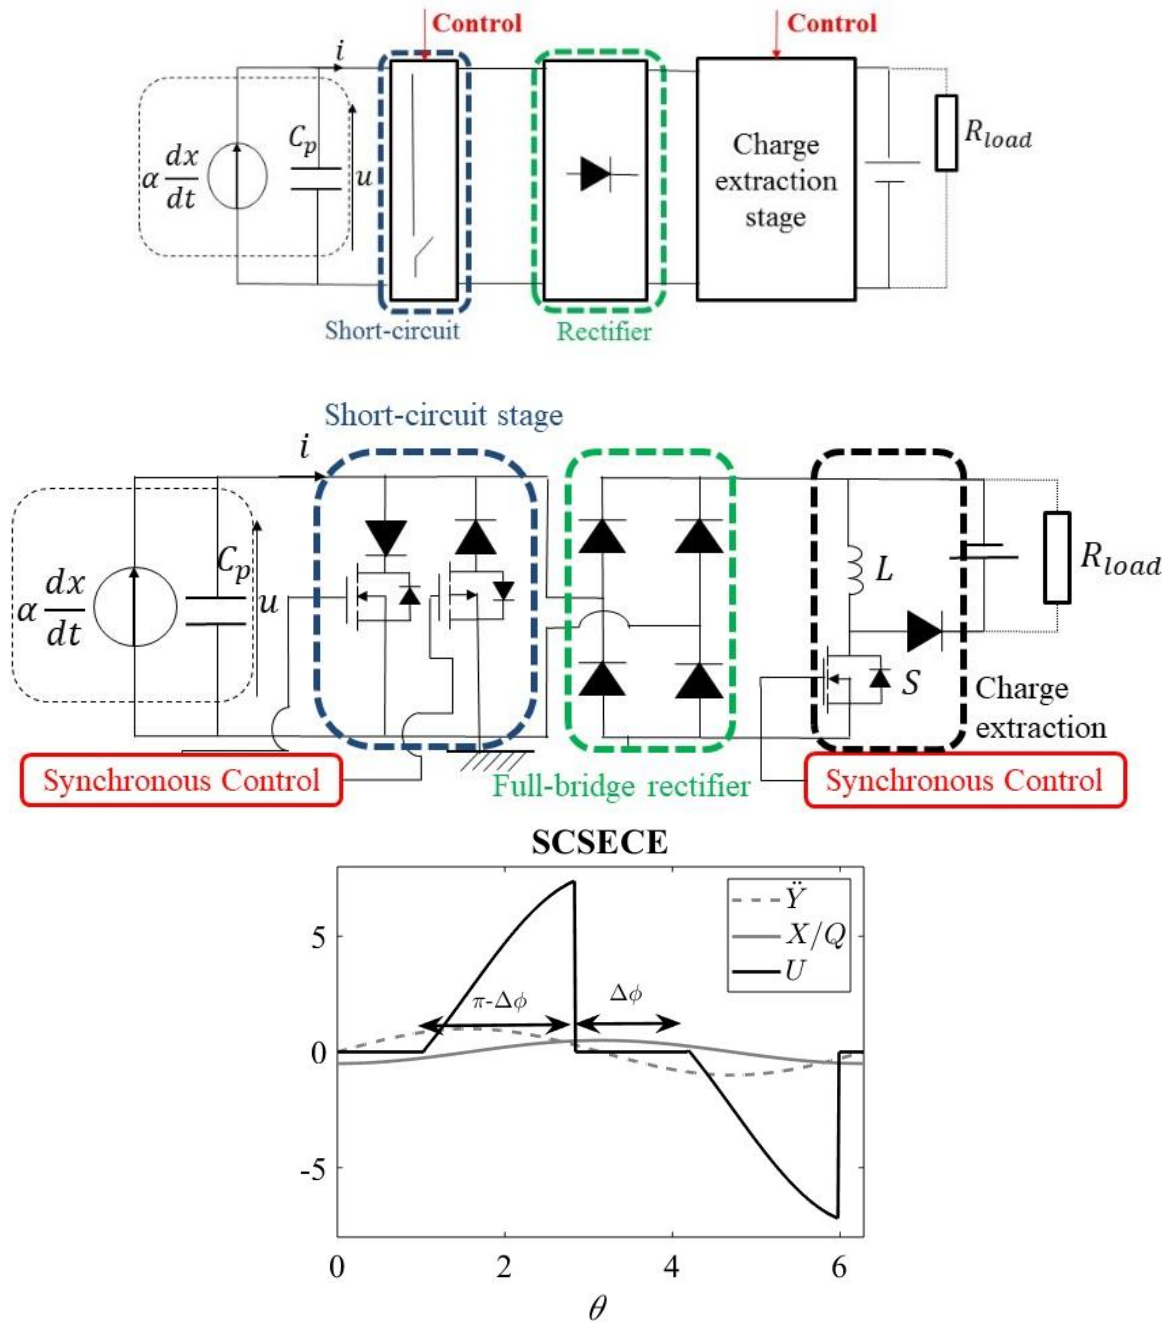 Control
Control
i
C_p
α dx/dt
u
Charge
extraction
stage
R_load
Short-circuit
Rectifier
Short-circuit stage
i
C_p
α dx/dt
u
L
R_load
S
Charge
extraction
Synchronous Control
Full-bridge rectifier
Synchronous Control
SCSECE
Ÿ
X/Q
U
5
π-Δϕ
Δϕ
0
-5
0
2
4
6
θ